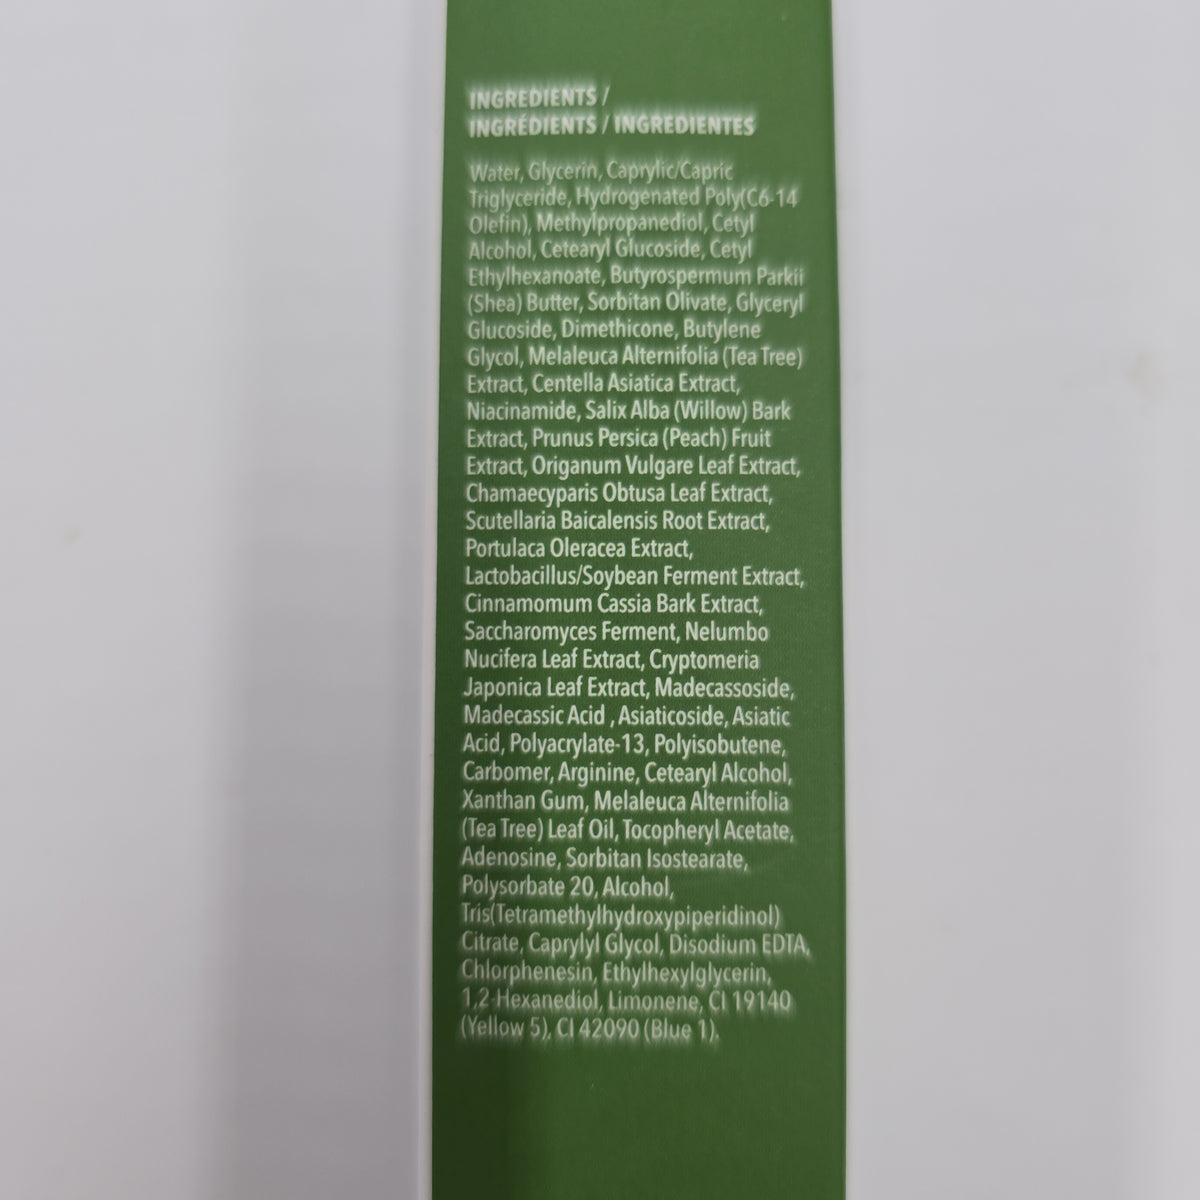 INGREDIENTS /
INGRÉDIENTS / INGREDIENTES
Water, Glycerin, Caprylic/Capric
Triglyceride, Hydrogenated Poly(C6-14
Olefin), Methylpropanediol, Cetyl
Alcohol, Cetearyl Glucoside, Cetyl
Ethylhexanoate, Butyrospermum Parkii
(Shea) Butter, Sorbitan Olivate, Glyceryl
Glucoside, Dimethicone, Butylene
Glycol, Melaleuca Alternifolia (Tea Tree)
Extract, Centella Asiatica Extract,
Niacinamide, Salix Alba (Willow) Bark
Extract, Prunus Persica (Peach) Fruit
Extract, Origanum Vulgare Leaf Extract,
Chamaecyparis Obtusa Leaf Extract,
Scutellaria Baicalensis Root Extract,
Portulaca Oleracea Extract,
Lactobacillus/Soybean Ferment Extract,
Cinnamomum Cassia Bark Extract,
Saccharomyces Ferment, Nelumbo
Nucifera Leaf Extract, Cryptomeria
Japonica Leaf Extract, Madecassoside,
Madecassic Acid , Asiaticoside, Asiatic
Acid, Polyacrylate-13, Polyisobutene,
Carbomer, Arginine, Cetearyl Alcohol,
Xanthan Gum, Melaleuca Alternifolia
(Tea Tree) Leaf Oil, Tocopheryl Acetate,
Adenosine, Sorbitan Isostearate,
Polysorbate 20, Alcohol,
Tris(Tetramethylhydroxypiperidinol)
Citrate, Caprylyl Glycol, Disodium EDTA,
Chlorphenesin, Ethylhexylglycerin,
1,2-Hexanediol, Limonene, CI 19140
(Yellow 5), CI 42090 (Blue 1).